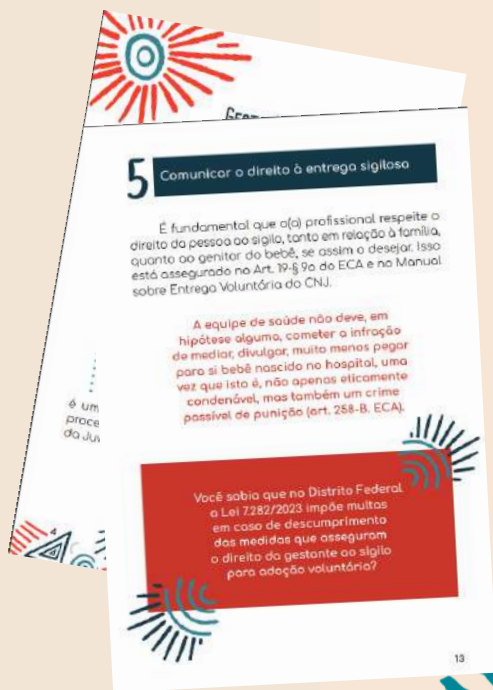 5 Comunicar o direito à entrega sigilosa
É fundamental que o(a) profissional respeite o
direito da pessoa ao sigilo, tanto em relação à família,
quanto ao genitor do bebê, se assim o desejar. Isso
está assegurado no Art. 19-§ 9o do ECA e no Manual
sobre Entrega Voluntária do CNJ.
A equipe de saúde não deve, em
hipótese alguma, cometer a infração
de mediar, divulgar, muito menos pegar
para si bebê nascido no hospital, uma
vez que isto é, não apenas eticamente
condenável, mas também um crime
passível de punição (art. 258-B. ECA).
Você sabia que no Distrito Federal
a Lei 7.282/2023 impõe multas
em caso de descumprimento
das medidas que asseguram
o direito da gestante ao sigilo
para adoção voluntária?
13
é um
proce
da Juv
4